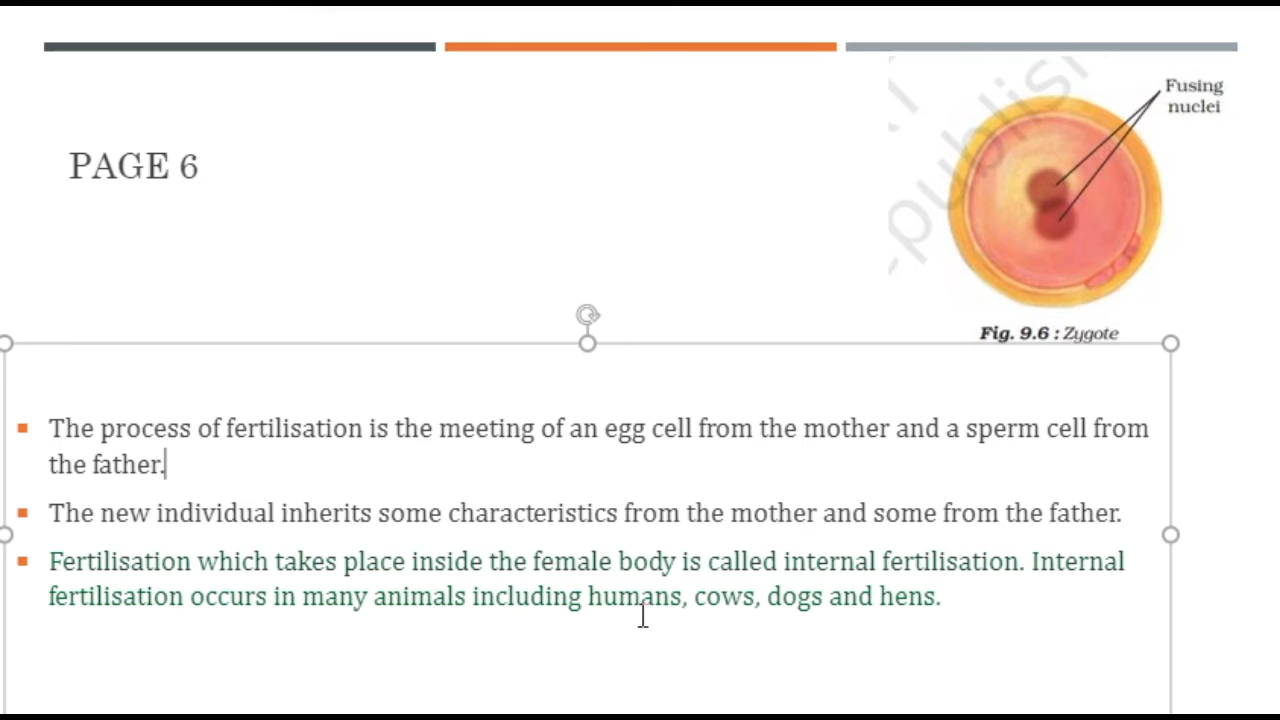 Fusing
nuclei
PAGE 6
Fig. 9.6 : Zygote
The process of fertilisation is the meeting of an egg cell from the mother and a sperm cell from
the father.
The new individual inherits some characteristics from the mother and some from the father.
Fertilisation which takes place inside the female body is called internal fertilisation. Internal
fertilisation occurs in many animals including humans, cows, dogs and hens.